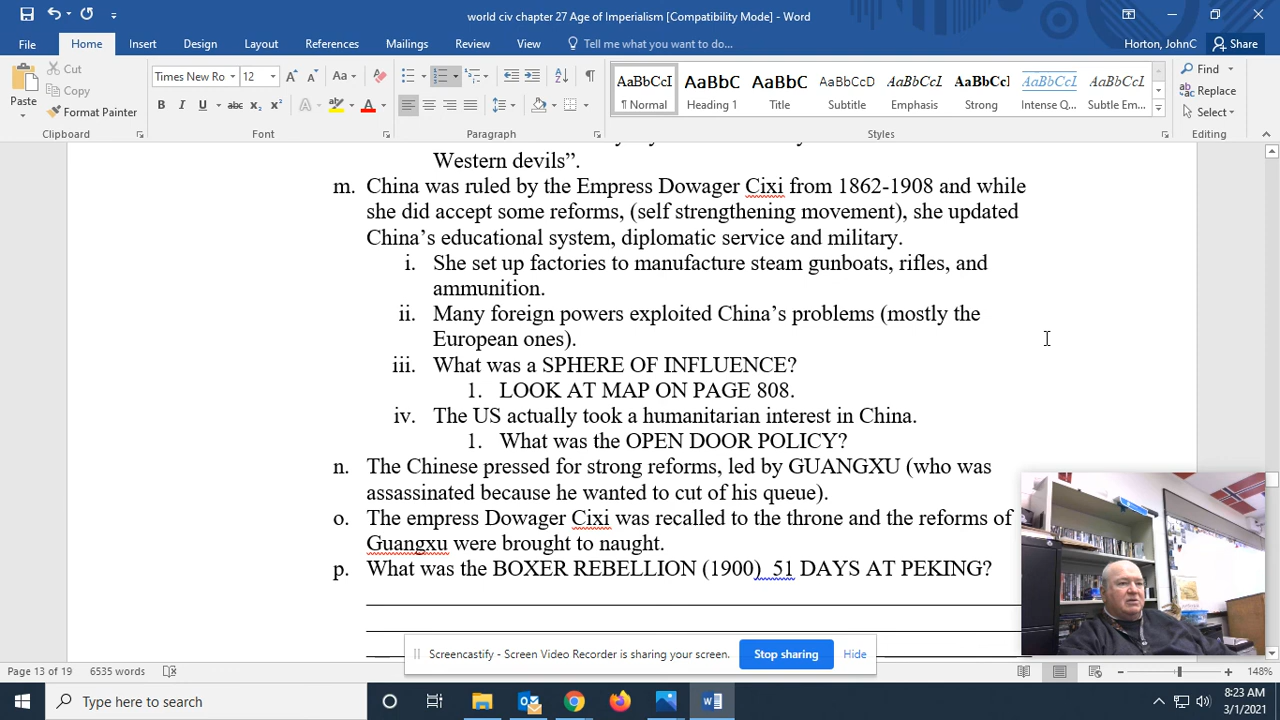 world civ chapter 27 Age of Imperialism [Compatibility Mode] - Word
File Home Insert Design Layout References Mailings Review View Tell me what you want to do... Horton, JohnC Share
Paste Cut Copy Format Painter
Clipboard
Times New Ro 12
Font
Paragraph
AaBbCcI ¶ Normal
AaBbC Heading 1
AaBbC Title
AaBbCcD Subtitle
AaBbCcI Emphasis
AaBbCcI Strong
AaBbCcI Intense Q...
AaBbCcI Subtle Em...
Styles
Find
Replace
Select
Editing
Western devils”.
m. China was ruled by the Empress Dowager Cixi from 1862-1908 and while
she did accept some reforms, (self strengthening movement), she updated
China’s educational system, diplomatic service and military.
i. She set up factories to manufacture steam gunboats, rifles, and
ammunition.
ii. Many foreign powers exploited China’s problems (mostly the
European ones).
iii. What was a SPHERE OF INFLUENCE?
1. LOOK AT MAP ON PAGE 808.
iv. The US actually took a humanitarian interest in China.
1. What was the OPEN DOOR POLICY?
n. The Chinese pressed for strong reforms, led by GUANGXU (who was
assassinated because he wanted to cut of his queue).
o. The empress Dowager Cixi was recalled to the throne and the reforms of
Guangxu were brought to naught.
p. What was the BOXER REBELLION (1900) 51 DAYS AT PEKING?
Screencastify - Screen Video Recorder is sharing your screen. Stop sharing Hide
Page 13 of 19 6535 words 148%
Type here to search
8:23 AM
3/1/2021